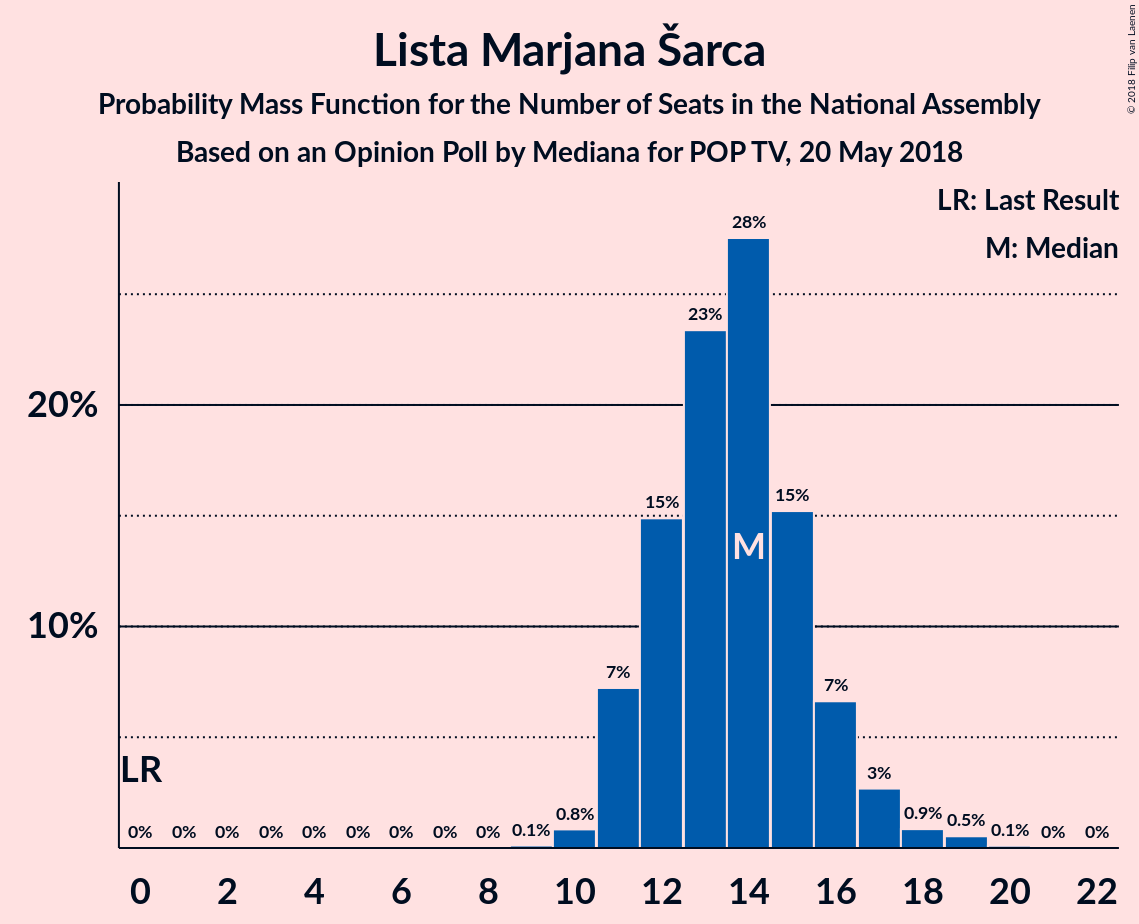 Lista Marjana Šarca
Probability Mass Function for the Number of Seats in the National Assembly
Based on an Opinion Poll by Mediana for POP TV, 20 May 2018
© 2018 Filip van Laenen
LR: Last Result
M: Median
20%
10%
0% 0% 0% 0% 0% 0% 0% 0% 0% 0.1% 0.8% 7% 15% 23% 28% 15% 7% 3% 0.9% 0.5% 0.1% 0% 0%
LR
M
0 2 4 6 8 10 12 14 16 18 20 22